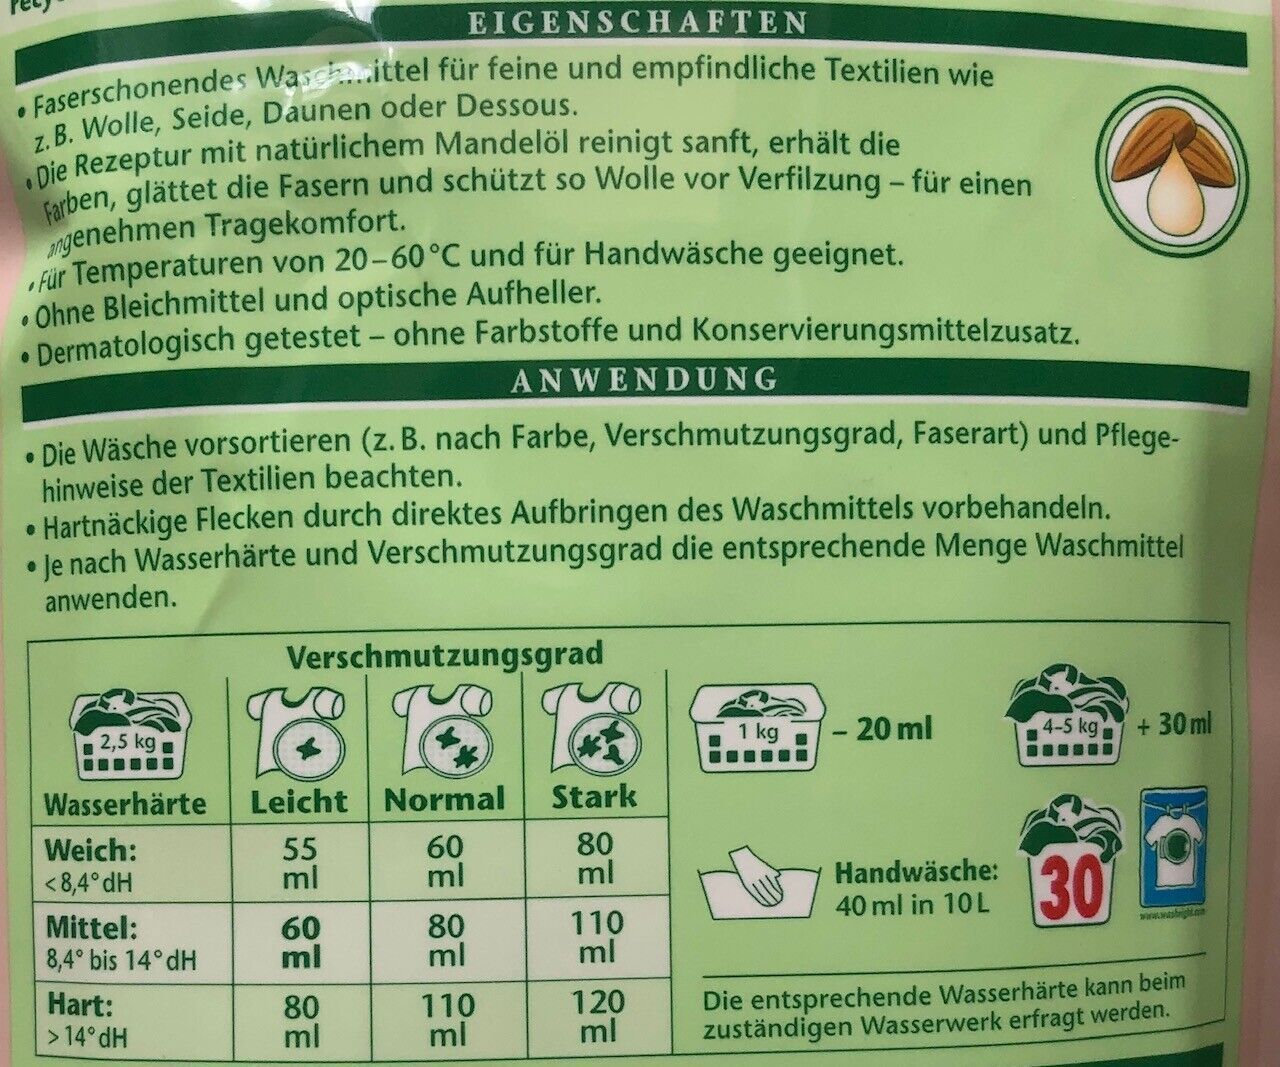 EIGENSCHAFTEN
• Faserschonendes Waschmittel für feine und empfindliche Textilien wie
z. B. Wolle, Seide, Daunen oder Dessous.
• Die Rezeptur mit natürlichem Mandelöl reinigt sanft, erhält die
Farben, glättet die Fasern und schützt so Wolle vor Verfilzung – für einen
angenehmen Tragekomfort.
• Für Temperaturen von 20–60 °C und für Handwäsche geeignet.
• Ohne Bleichmittel und optische Aufheller.
• Dermatologisch getestet – ohne Farbstoffe und Konservierungsmittelzusatz.
ANWENDUNG
• Die Wäsche vorsortieren (z. B. nach Farbe, Verschmutzungsgrad, Faserart) und Pflege-
hinweise der Textilien beachten.
• Hartnäckige Flecken durch direktes Aufbringen des Waschmittels vorbehandeln.
• Je nach Wasserhärte und Verschmutzungsgrad die entsprechende Menge Waschmittel
anwenden.
Verschmutzungsgrad
2,5 kg
Wasserhärte Leicht Normal Stark
Weich: 55 60 80
<8,4° dH ml ml ml
Mittel: 60 80 110
8,4° bis 14° dH ml ml ml
Hart: 80 110 120
>14° dH ml ml ml
1 kg – 20 ml
4-5 kg + 30 ml
Handwäsche:
40 ml in 10 L
30
Die entsprechende Wasserhärte kann beim
zuständigen Wasserwerk erfragt werden.